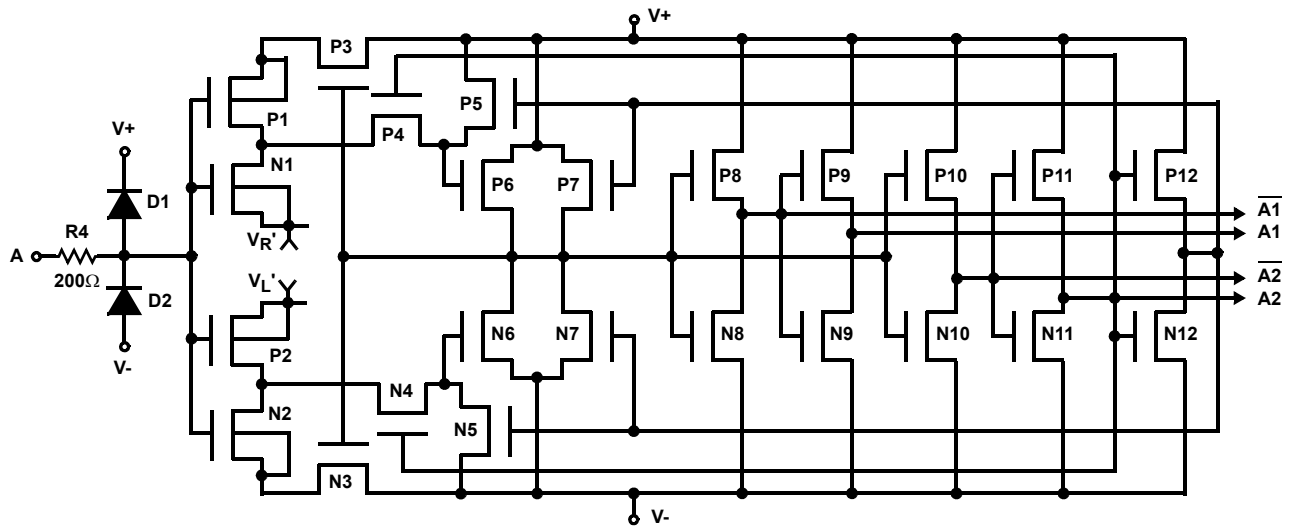 V+
P3
P5
P1
P4
V+
N1
P6
P7
P8
P9
P10
P11
P12
D1
A1
R4
VR'
A
A1
200Ω
VL'
A2
D2
A2
N6
N7
N8
N9
N10
N11
N12
P2
V-
N4
N2
N5
N3
V-